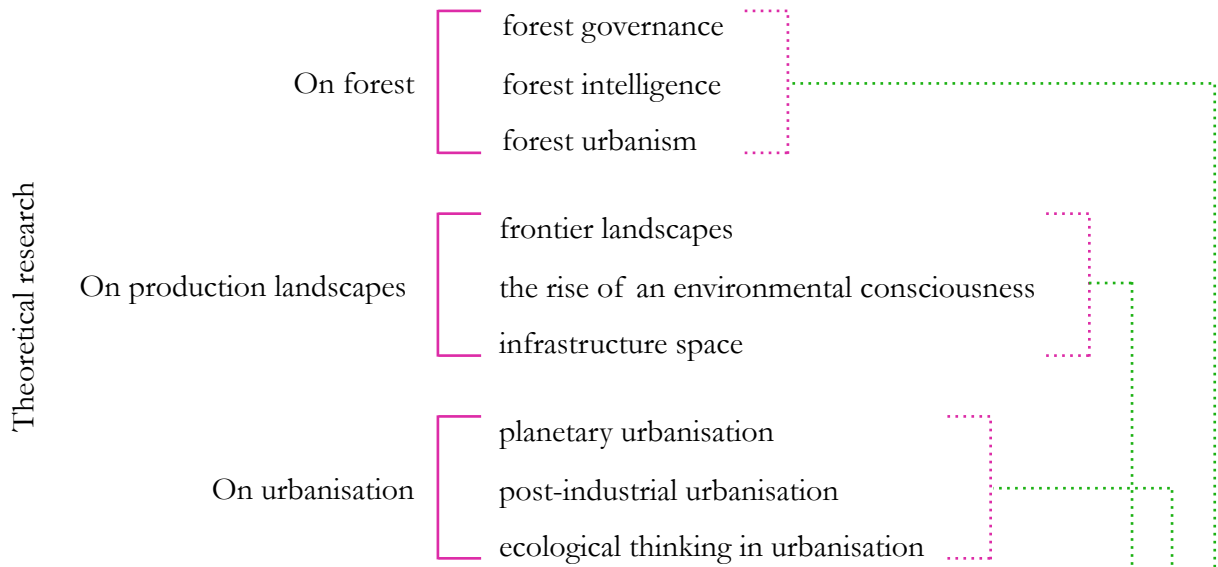 Theoretical research
On forest
forest governance
forest intelligence
forest urbanism
On production landscapes
frontier landscapes
the rise of an environmental consciousness
infrastructure space
On urbanisation
planetary urbanisation
post-industrial urbanisation
ecological thinking in urbanisation